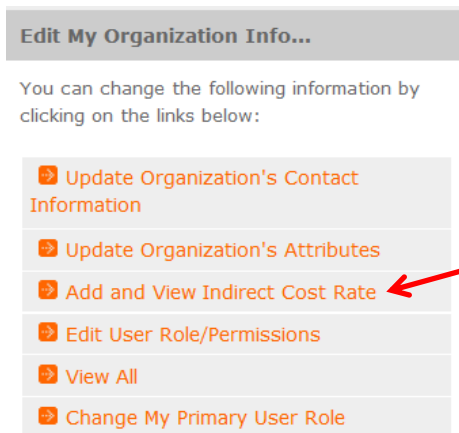 Edit My Organization Info...
You can change the following information by
clicking on the links below:
Update Organization's Contact
Information
Update Organization's Attributes
Add and View Indirect Cost Rate
Edit User Role/Permissions
View All
Change My Primary User Role